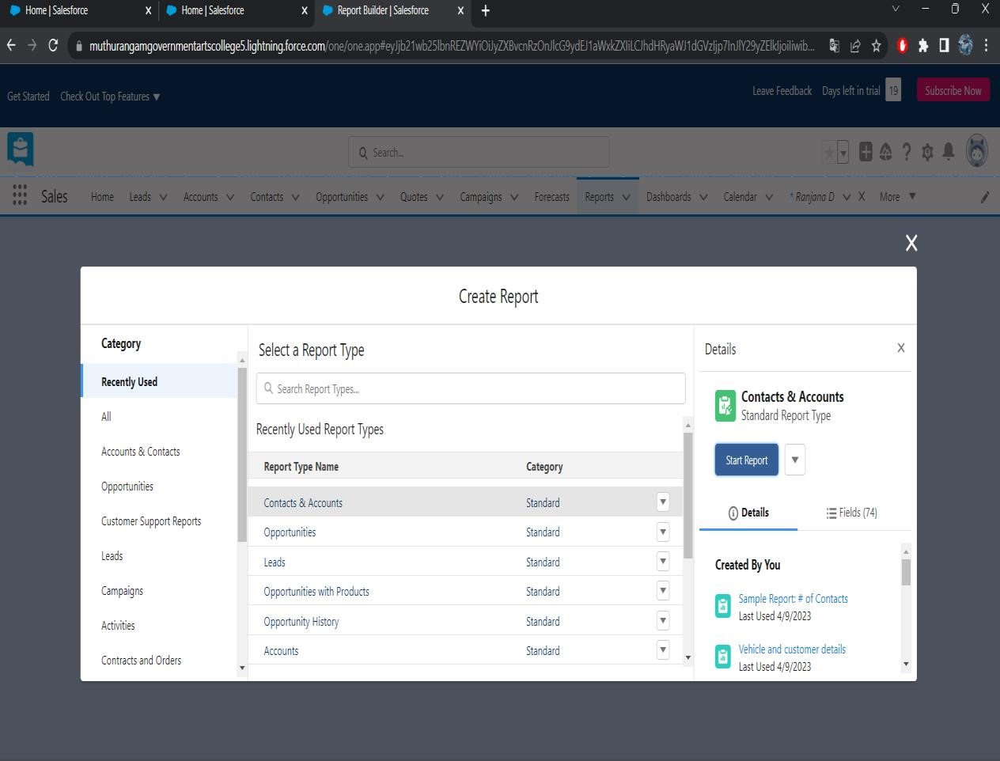 Home | Salesforce
Home | Salesforce
Report Builder | Salesforce
muthurangamgovernmentartscollege5.lightning.force.com
Get Started Check Out Top Features
Leave Feedback Days left in trial 19 Subscribe Now
Search...
Sales Home Leads Accounts Contacts Opportunities Quotes Campaigns Forecasts Reports Dashboards Calendar * Ranjana D More
Create Report
Category
Recently Used
All
Accounts & Contacts
Opportunities
Customer Support Reports
Leads
Campaigns
Activities
Contracts and Orders
Select a Report Type
Search Report Types...
Recently Used Report Types
Report Type Name Category
Contacts & Accounts Standard
Opportunities Standard
Leads Standard
Opportunities with Products Standard
Opportunity History Standard
Accounts Standard
Details
Contacts & Accounts
Standard Report Type
Start Report
Details Fields (74)
Created By You
Sample Report: # of Contacts
Last Used 4/9/2023
Vehicle and customer details
Last Used 4/9/2023